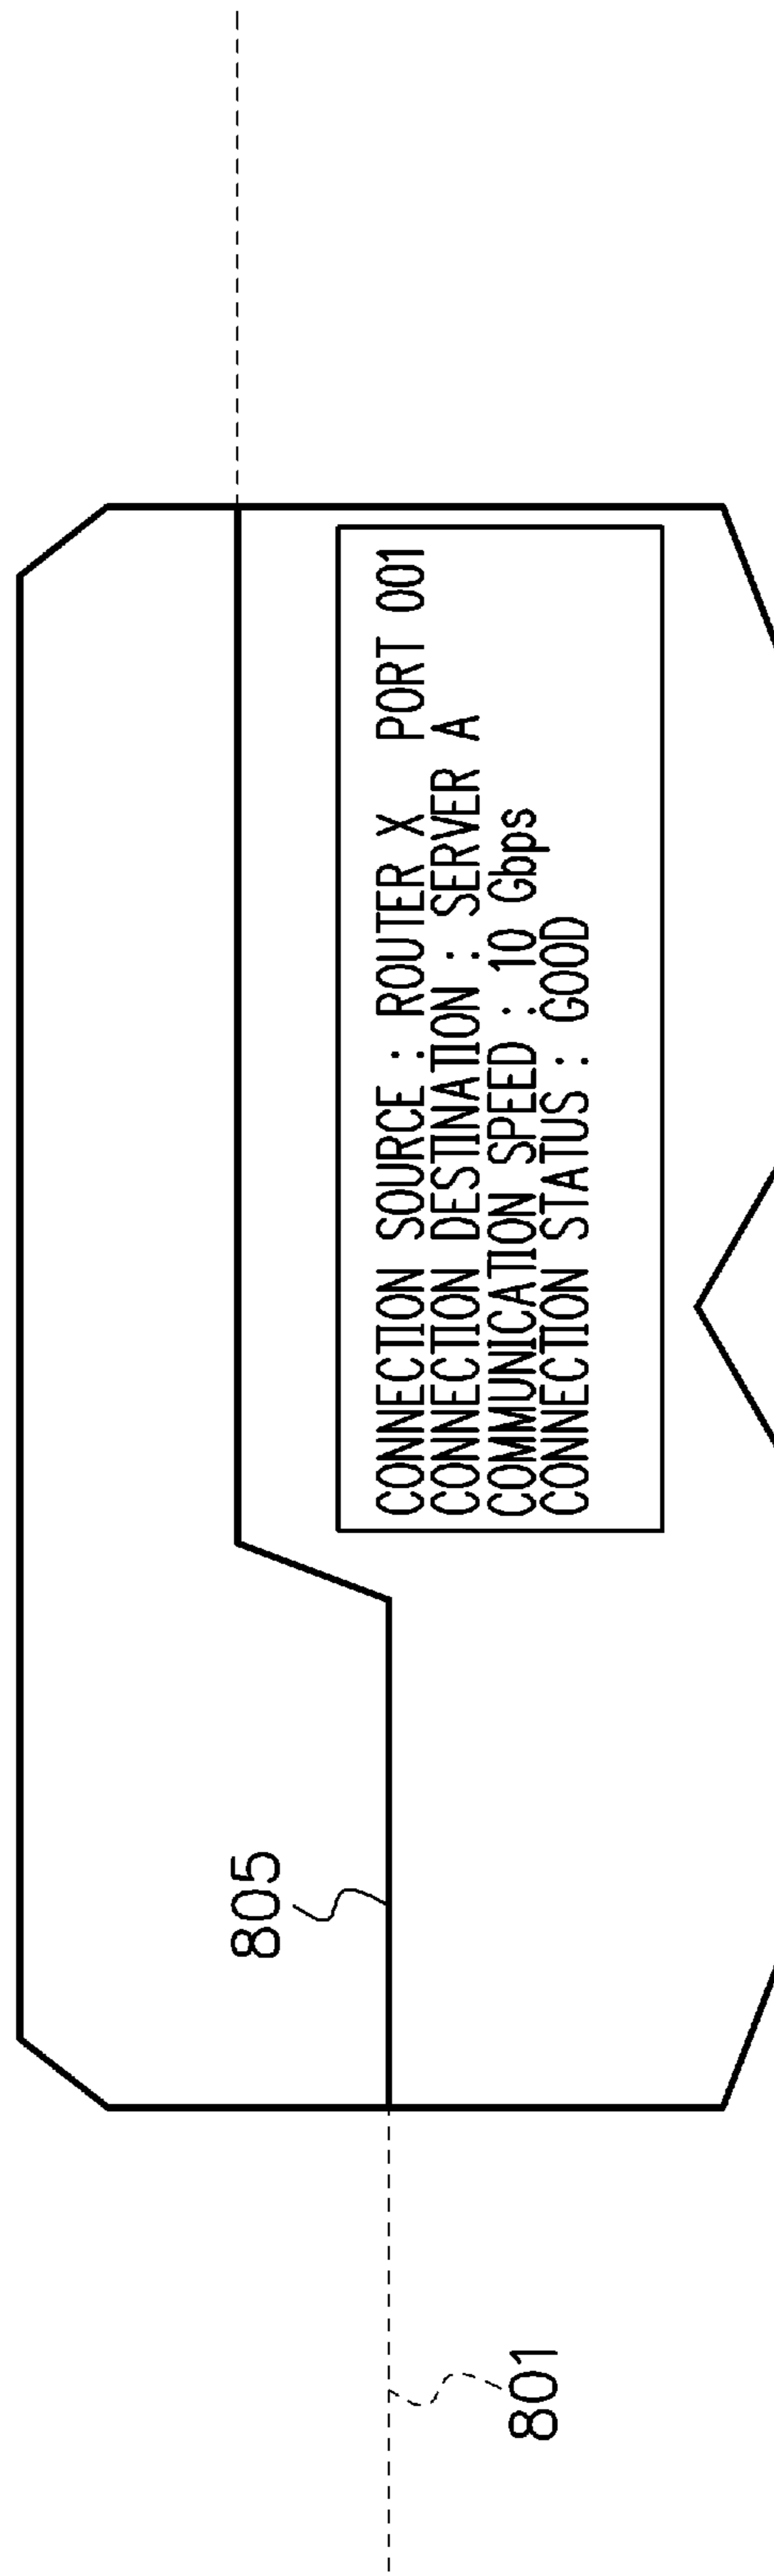 805
801
CONNECTION SOURCE : ROUTER X PORT 001
CONNECTION DESTINATION : SERVER A
COMMUNICATION SPEED : 10 Gbps
CONNECTION STATUS : GOOD